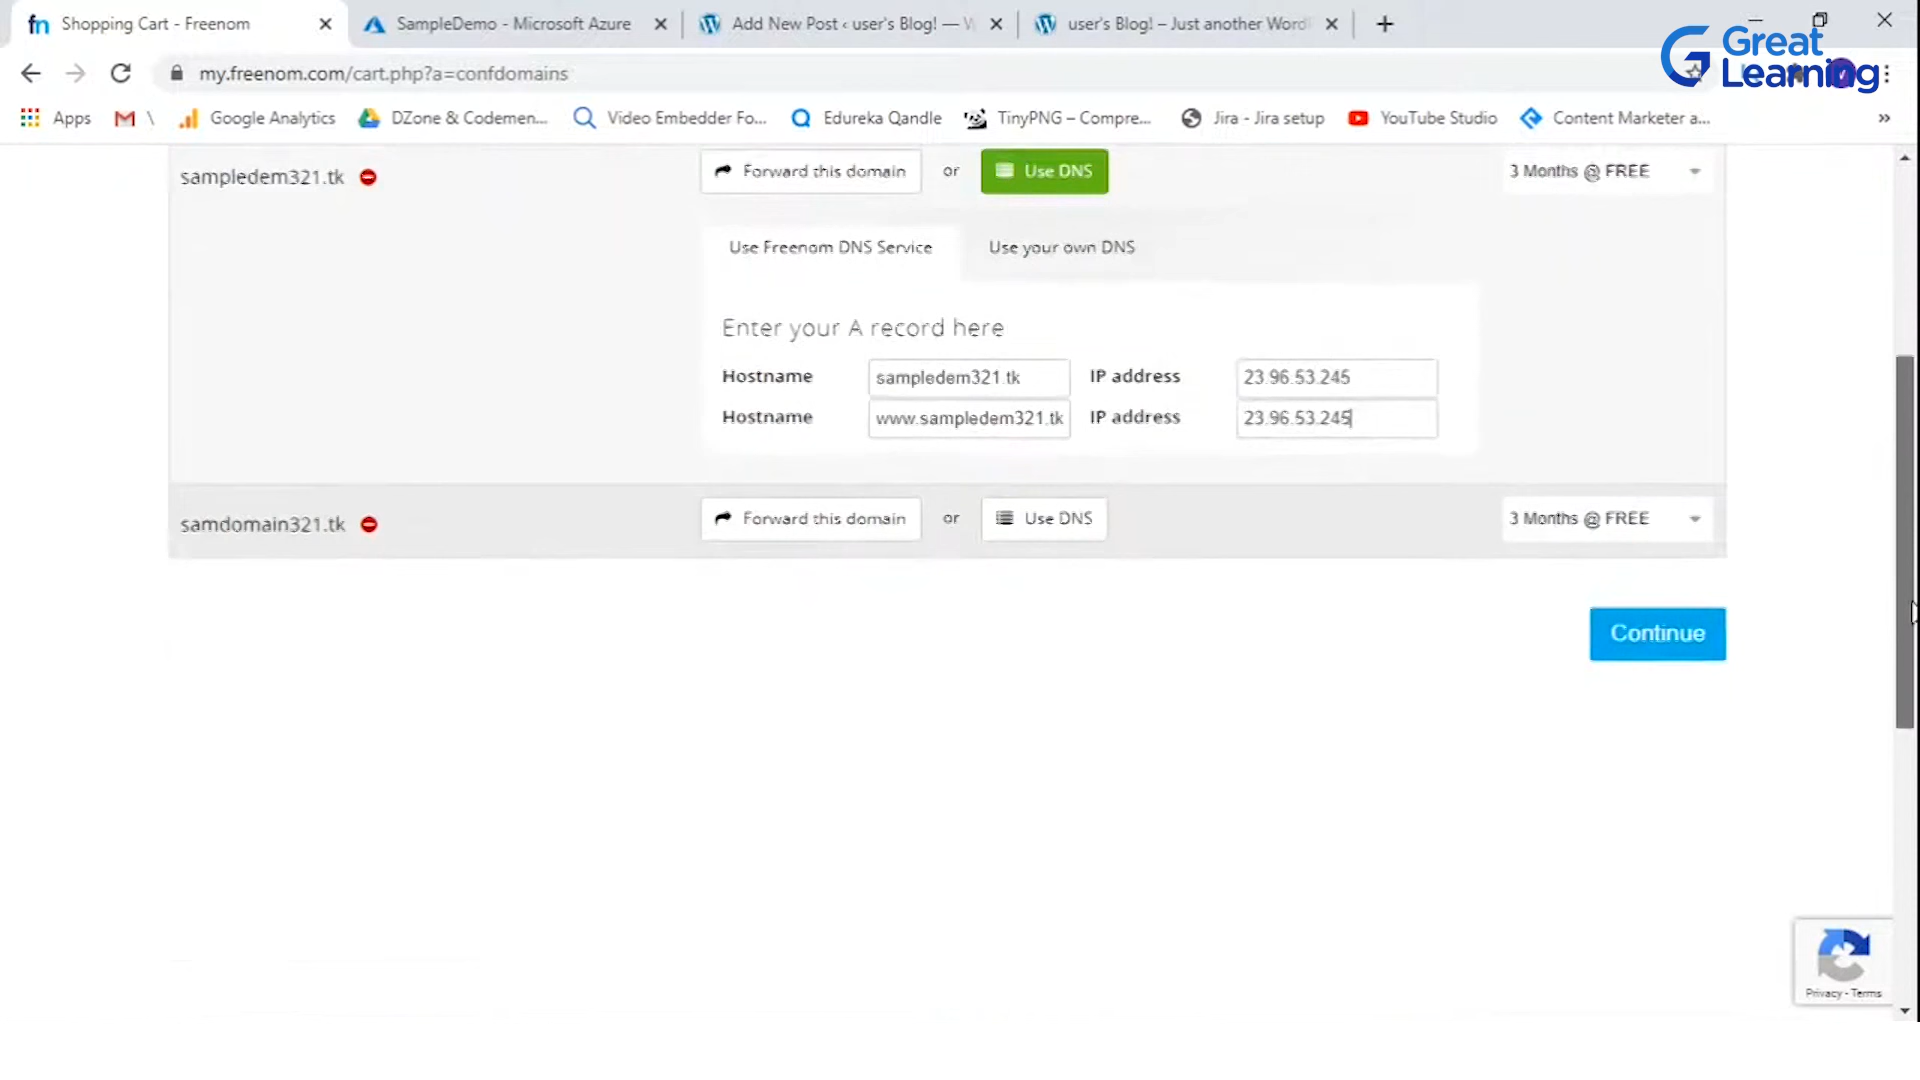 Shopping Cart - Freenom
SampleDemo - Microsoft Azure
Add New Post ‹ user's Blog! —
user's Blog! – Just another Word
Great
Learning
my.freenom.com/cart.php?a=confdomains
Apps
\
Google Analytics
DZone & Codemen...
Video Embedder Fo...
Edureka Qandle
TinyPNG – Compre...
Jira - Jira setup
YouTube Studio
Content Marketer a...
»
sampledem321.tk
Forward this domain
or
Use DNS
3 Months @ FREE
Use Freenom DNS Service
Use your own DNS
Enter your A record here
Hostname
sampledem321.tk
IP address
23.96.53.245
Hostname
www.sampledem321.tk
IP address
23.96.53.245
samdomain321.tk
Forward this domain
or
Use DNS
3 Months @ FREE
Continue
Privacy - Terms